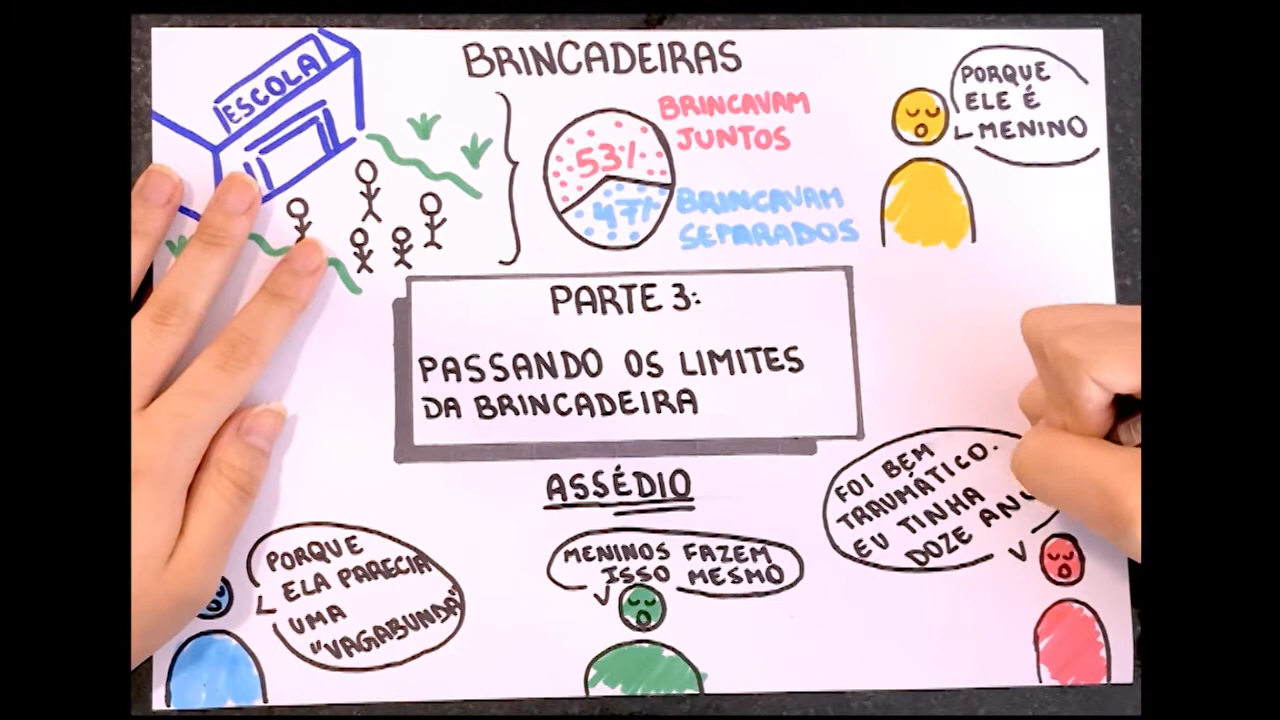 BRINCADEIRAS
ESCOLA
53%
BRINCAVAM
JUNTOS
47%
BRINCAVAM
SEPARADOS
PORQUE
ELE É
MENINO
PARTE 3:
PASSANDO OS LIMITES
DA BRINCADEIRA
ASSÉDIO
PORQUE
ELA PARECIA
UMA
"VAGABUNDA"
MENINOS FAZEM
ISSO MESMO
FOI BEM
TRAUMÁTICO.
EU TINHA
DOZE